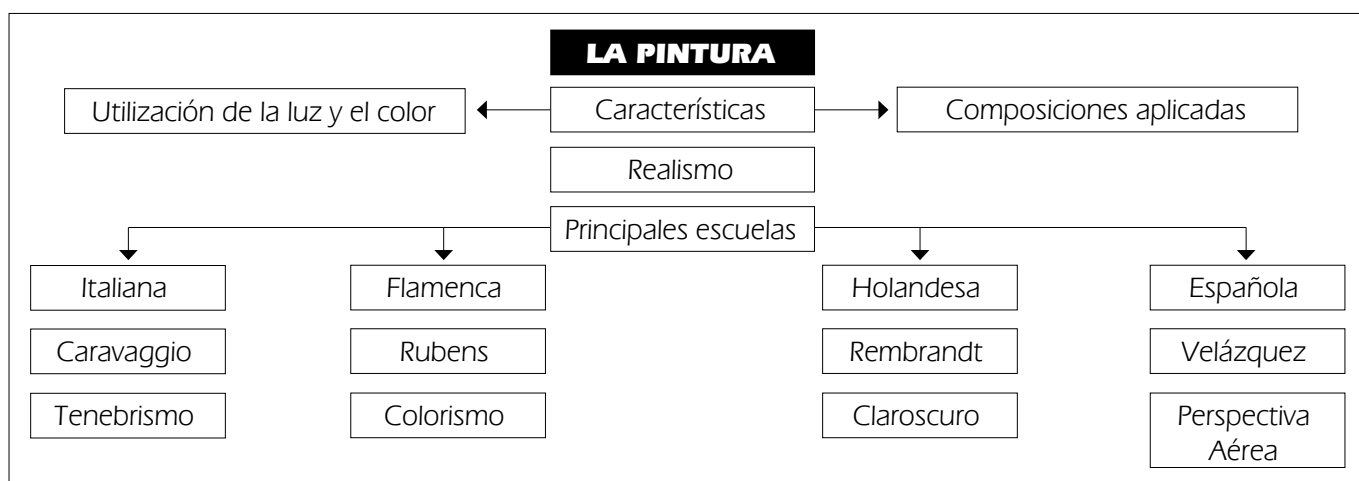 LA PINTURA
Utilización de la luz y el color
Característícas
Composiciones aplicadas
Realismo
Principales escuelas
Italiana
Flamenca
Holandesa
Española
Caravaggio
Rubens
Rembrandt
Velázquez
Tenebrismo
Colorismo
Claroscuro
Perspectiva
Aérea